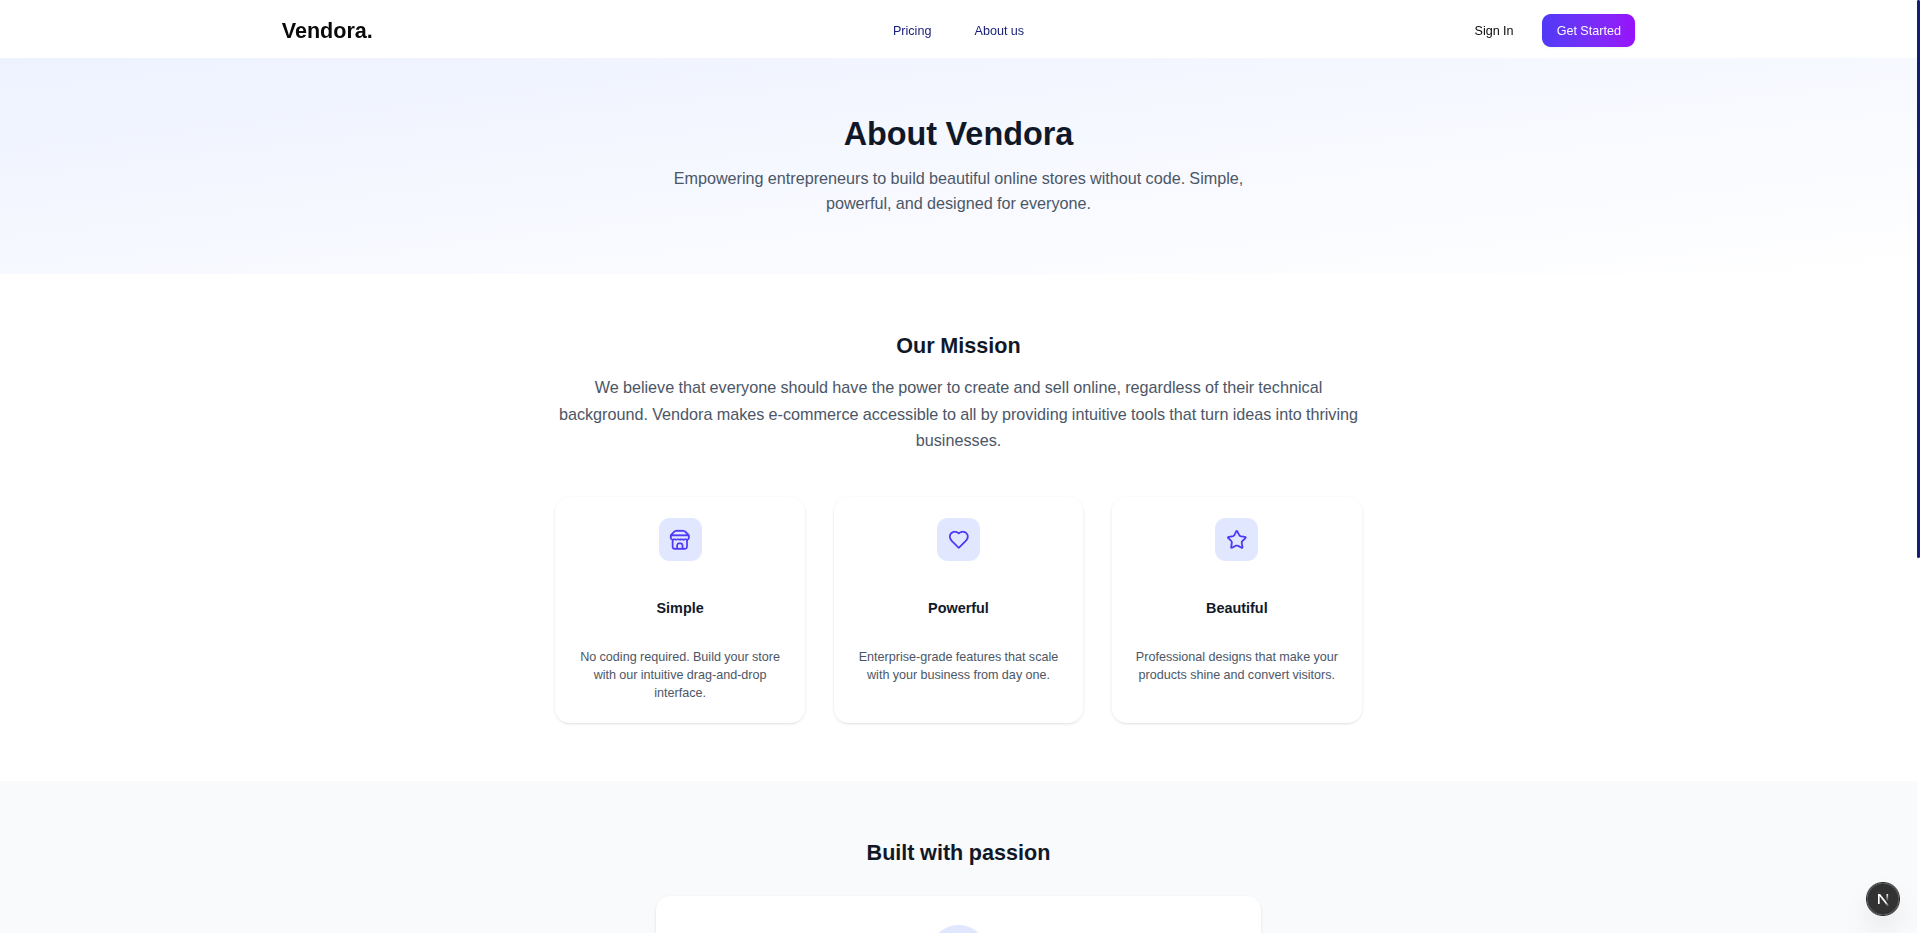 Vendora.
Pricing
About us
Sign In
Get Started
About Vendora
Empowering entrepreneurs to build beautiful online stores without code. Simple,
powerful, and designed for everyone.
Our Mission
We believe that everyone should have the power to create and sell online, regardless of their technical
background. Vendora makes e-commerce accessible to all by providing intuitive tools that turn ideas into thriving
businesses.
Simple
No coding required. Build your store
with our intuitive drag-and-drop
interface.
Powerful
Enterprise-grade features that scale
with your business from day one.
Beautiful
Professional designs that make your
products shine and convert visitors.
Built with passion
N